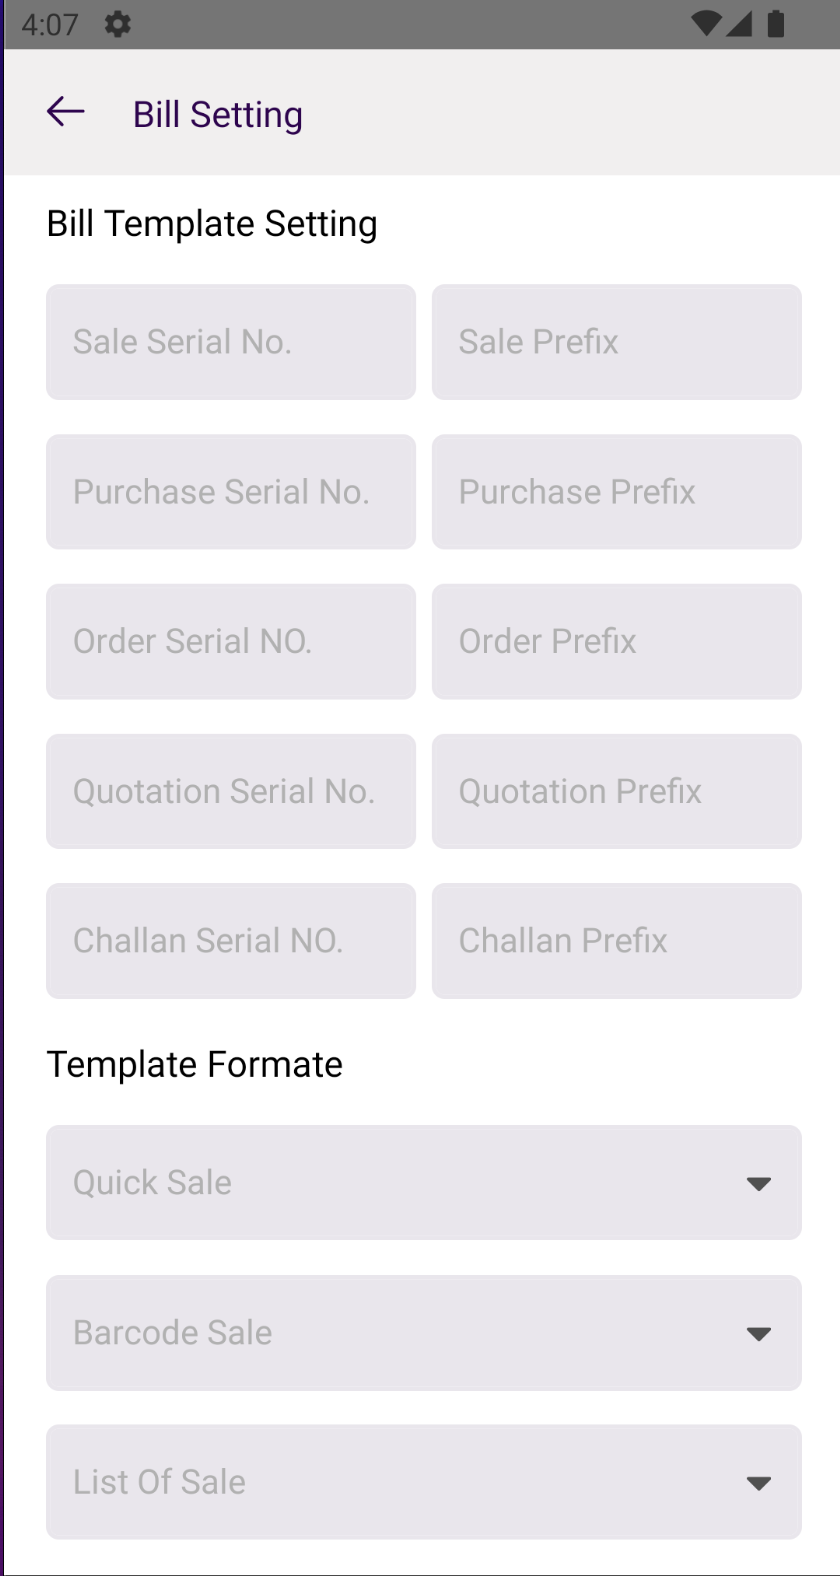 4:07
Bill Setting
Bill Template Setting
Sale Serial No. Sale Prefix
Purchase Serial No. Purchase Prefix
Order Serial NO. Order Prefix
Quotation Serial No. Quotation Prefix
Challan Serial NO. Challan Prefix
Template Formate
Quick Sale
Barcode Sale
List Of Sale